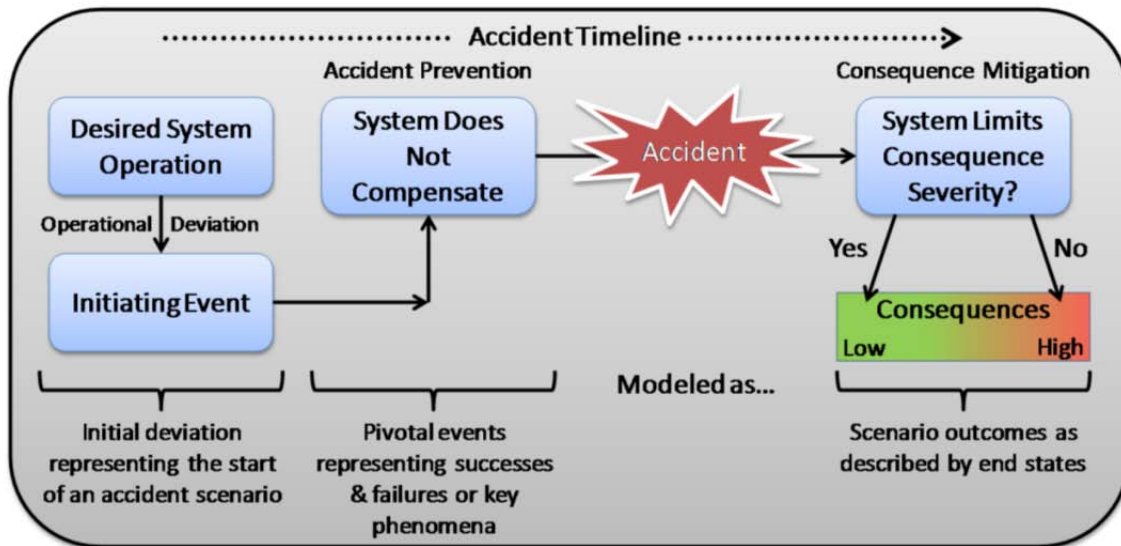 Accident Timeline
Accident Prevention
Consequence Mitigation
Desired System
Operation
System Does
Not
Compensate
Accident
System Limits
Consequence
Severity?
Operational Deviation
Yes
No
Initiating Event
Consequences
Low
High
Modeled as...
Initial deviation
representing the start
of an accident scenario
Pivotal events
representing successes
& failures or key
phenomena
Scenario outcomes as
described by end states